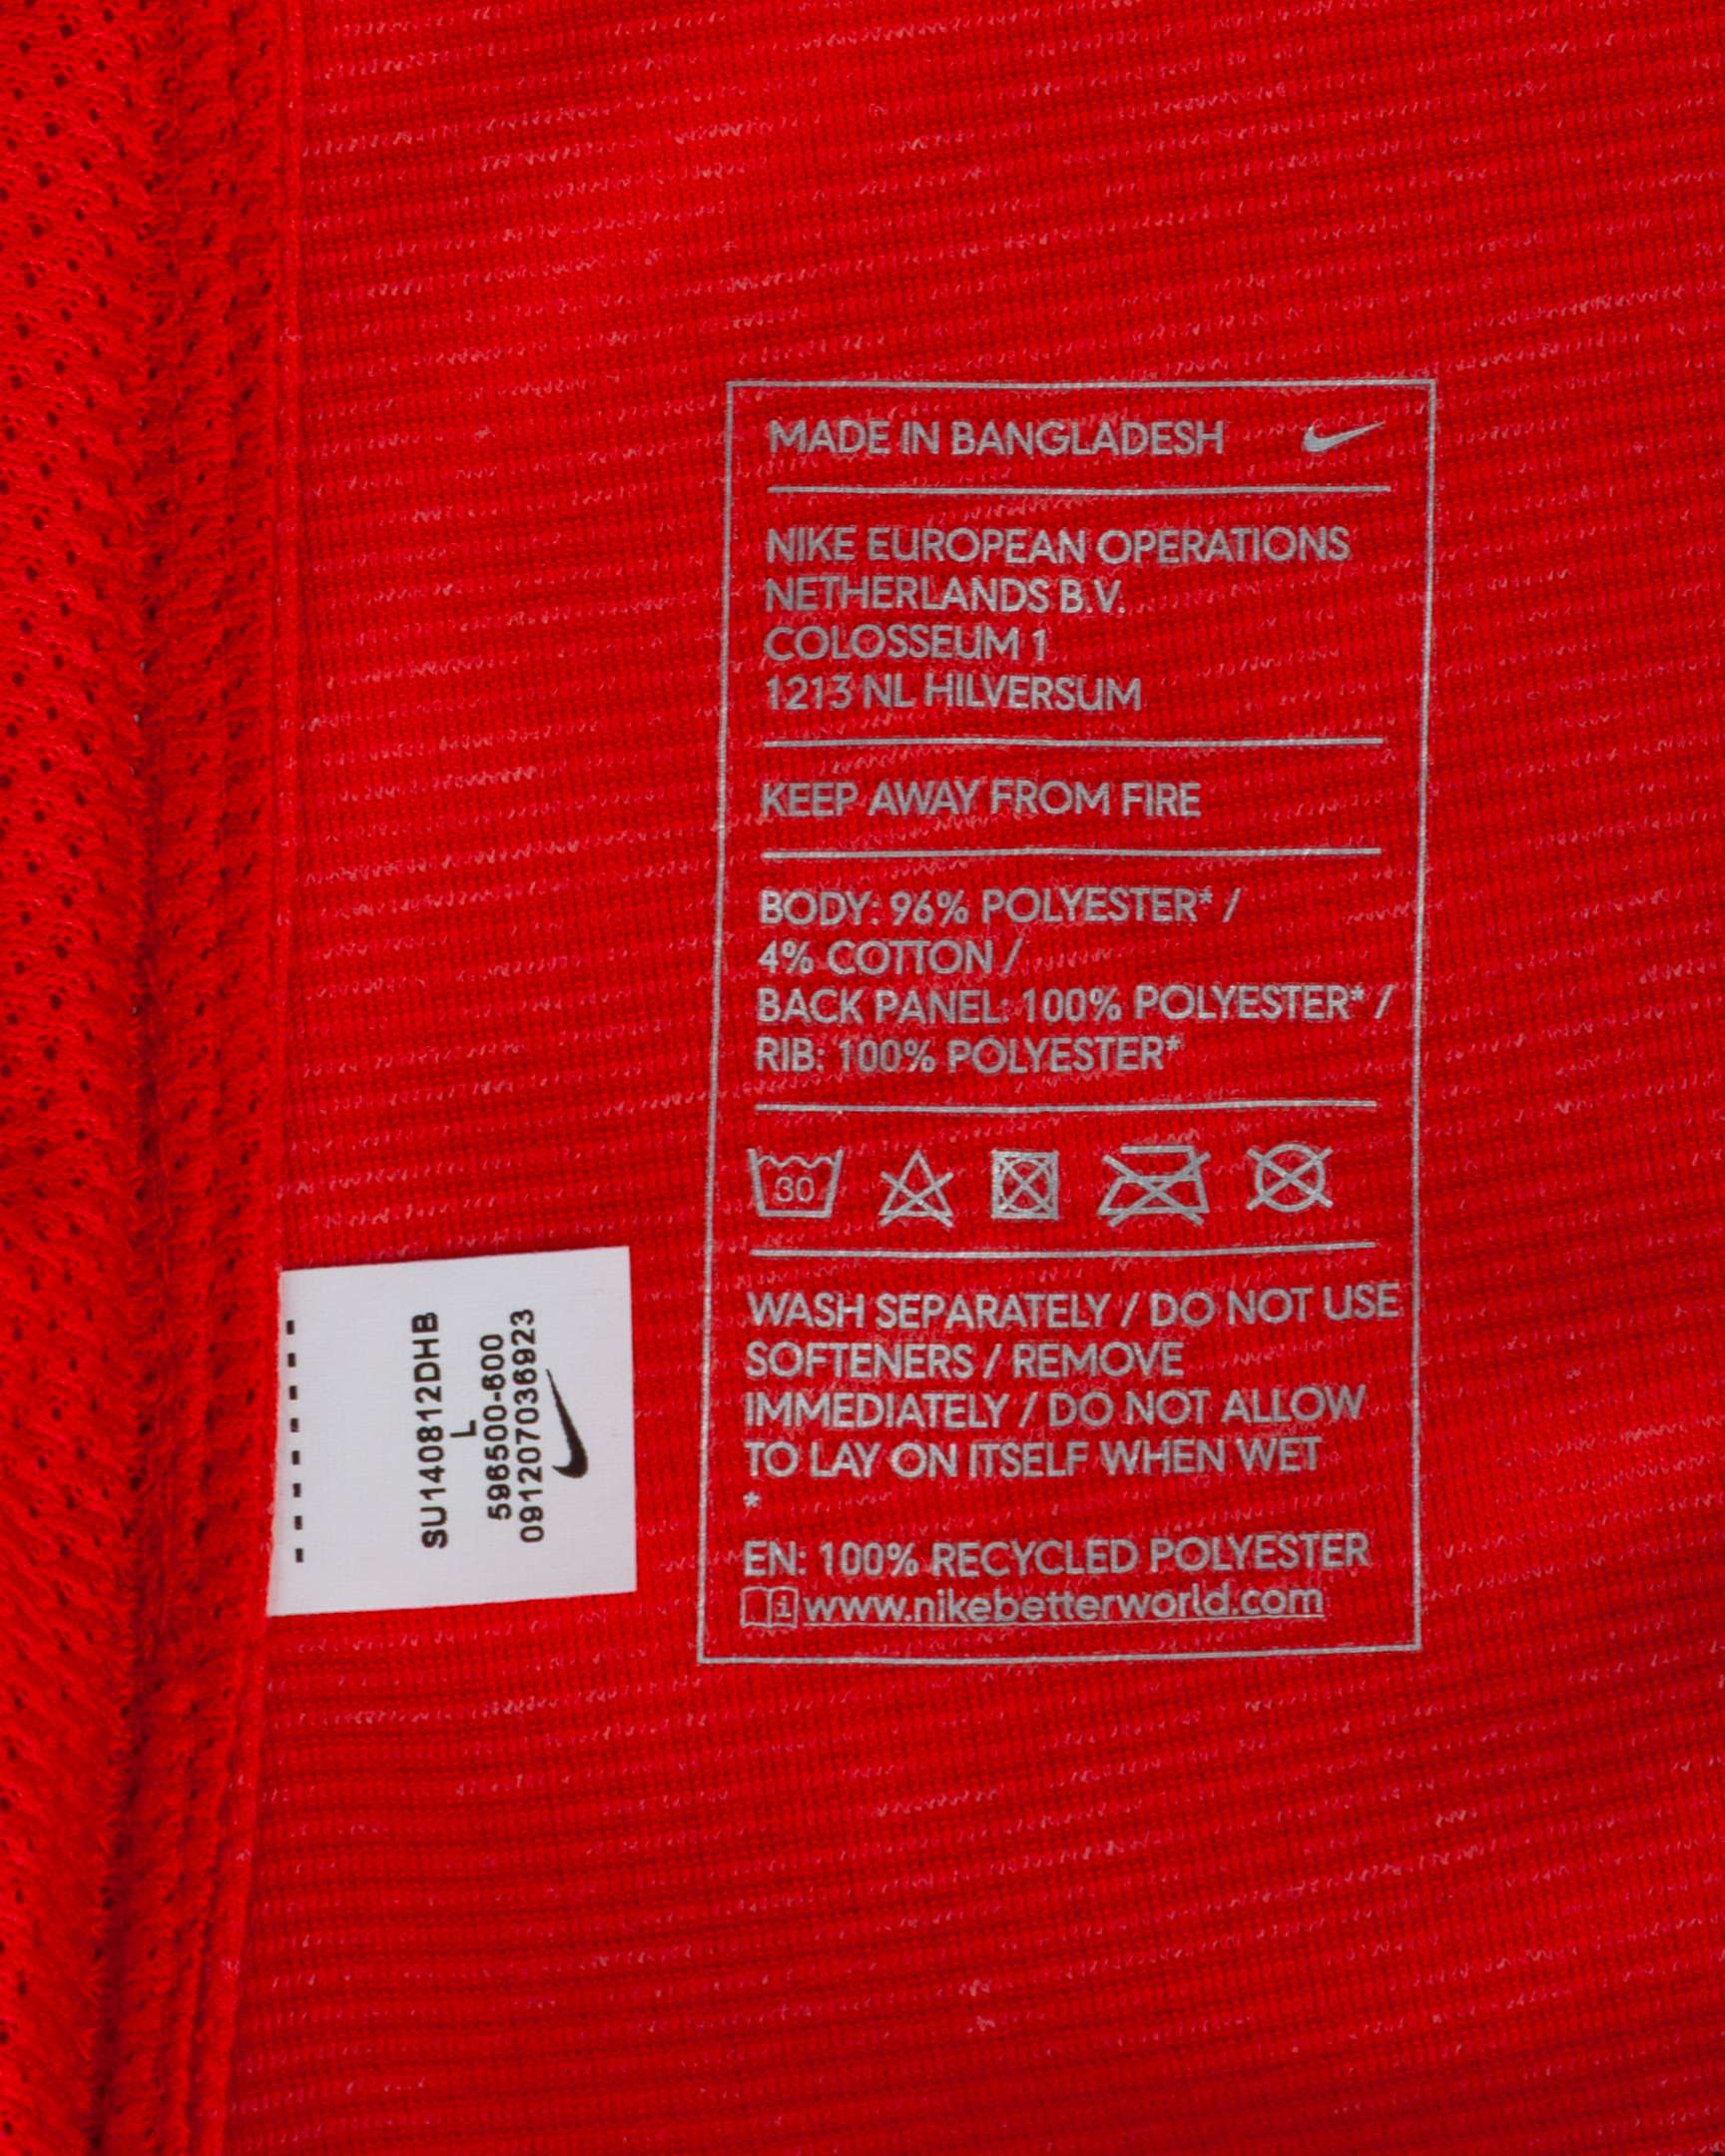 MADE IN BANGLADESH
NIKE EUROPEAN OPERATIONS
NETHERLANDS B.V.
COLOSSEUM 1
1213 NL HILVERSUM
KEEP AWAY FROM FIRE
BODY: 96% POLYESTER* /
4% COTTON /
BACK PANEL: 100% POLYESTER* /
RIB: 100% POLYESTER*
30
WASH SEPARATELY / DO NOT USE
SOFTENERS / REMOVE
IMMEDIATELY / DO NOT ALLOW
TO LAY ON ITSELF WHEN WET
*
EN: 100% RECYCLED POLYESTER
www.nikebetterworld.com
SU140812DHB
L
596500-600
091207036923